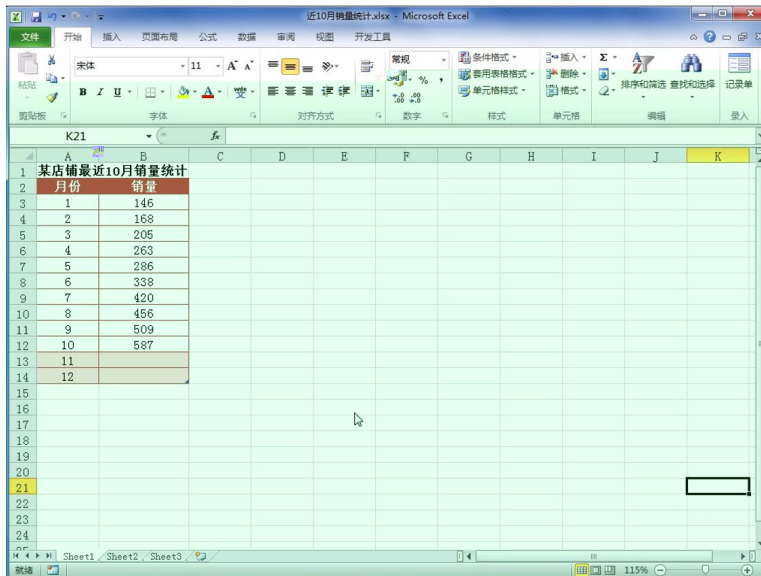 近10月销量统计.xlsx - Microsoft Excel
文件 开始 插入 页面布局 公式 数据 审阅 视图 开发工具
宋体 11 A A 常规 条件格式 插入 Σ
粘贴 套用表格格式 删除 排序和筛选 查找和选择 记录单
B I U A 變 % , 单元格样式 格式
剪贴板 字体 对齐方式 数字 样式 单元格 编辑 录入
K21 fx
A B C D E F G H I J K
1 某店铺最近10月销量统计
2 月份 销量
3 1 146
4 2 168
5 3 205
6 4 263
7 5 286
8 6 338
9 7 420
10 8 456
11 9 509
12 10 587
13 11
14 12
15
16
17
18
19
20
21
22
23
24
25
Sheet1 Sheet2 Sheet3
就绪 115%